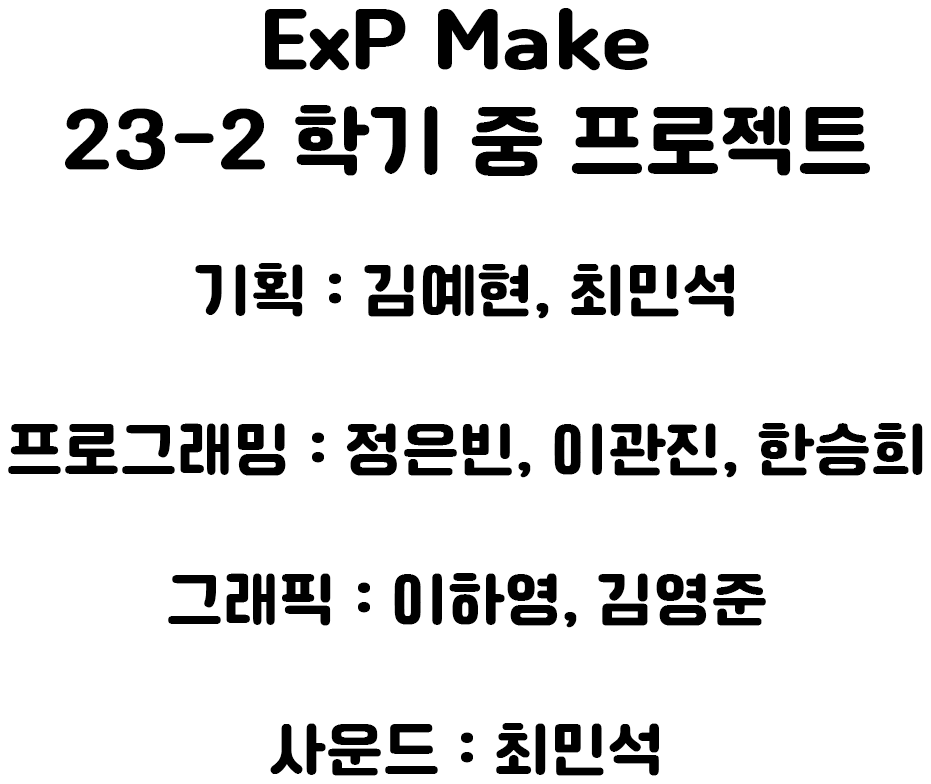 ExP Make
23-2 학기 중 프로젝트
기획 : 김예현, 최민석
프로그래밍 : 정은빈, 이관진, 한승희
그래픽 : 이하영, 김영준
사운드 : 최민석